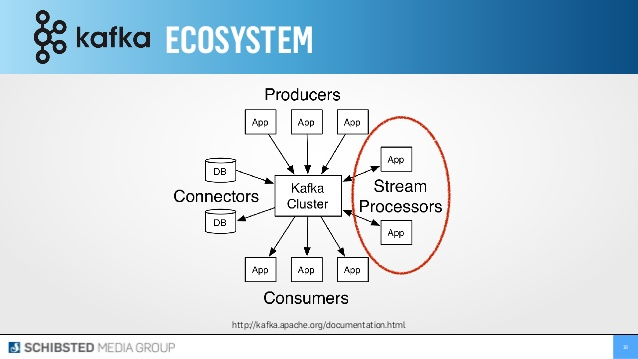 kafka ECOSYSTEM
Producers
App App App
DB
Connectors
DB
Kafka
Cluster
App
Stream
Processors
App
App App App
Consumers
http://kafka.apache.org/documentation.html
SCHIBSTED MEDIA GROUP